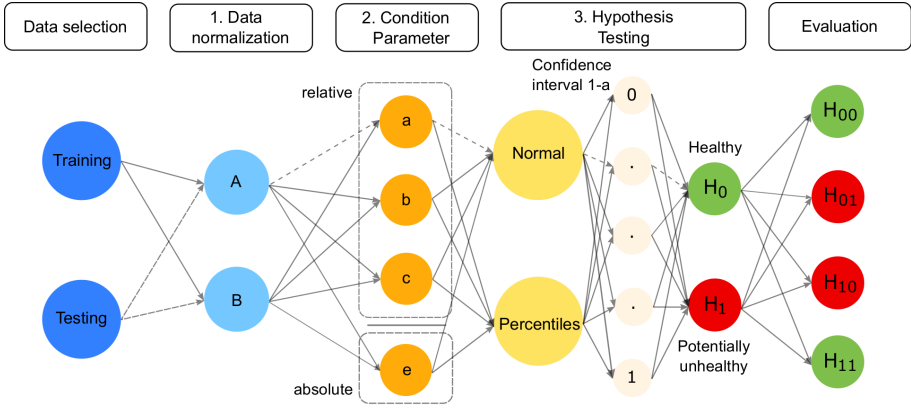 Data selection
1. Data
normalization
2. Condition
Parameter
3. Hypothesis
Testing
Evaluation
Confidence
interval 1-a
relative
absolute
Training
Testing
A
B
a
b
c
e
Normal
Percentiles
0
.
.
.
1
Healthy
H0
H1
Potentially
unhealthy
H00
H01
H10
H11